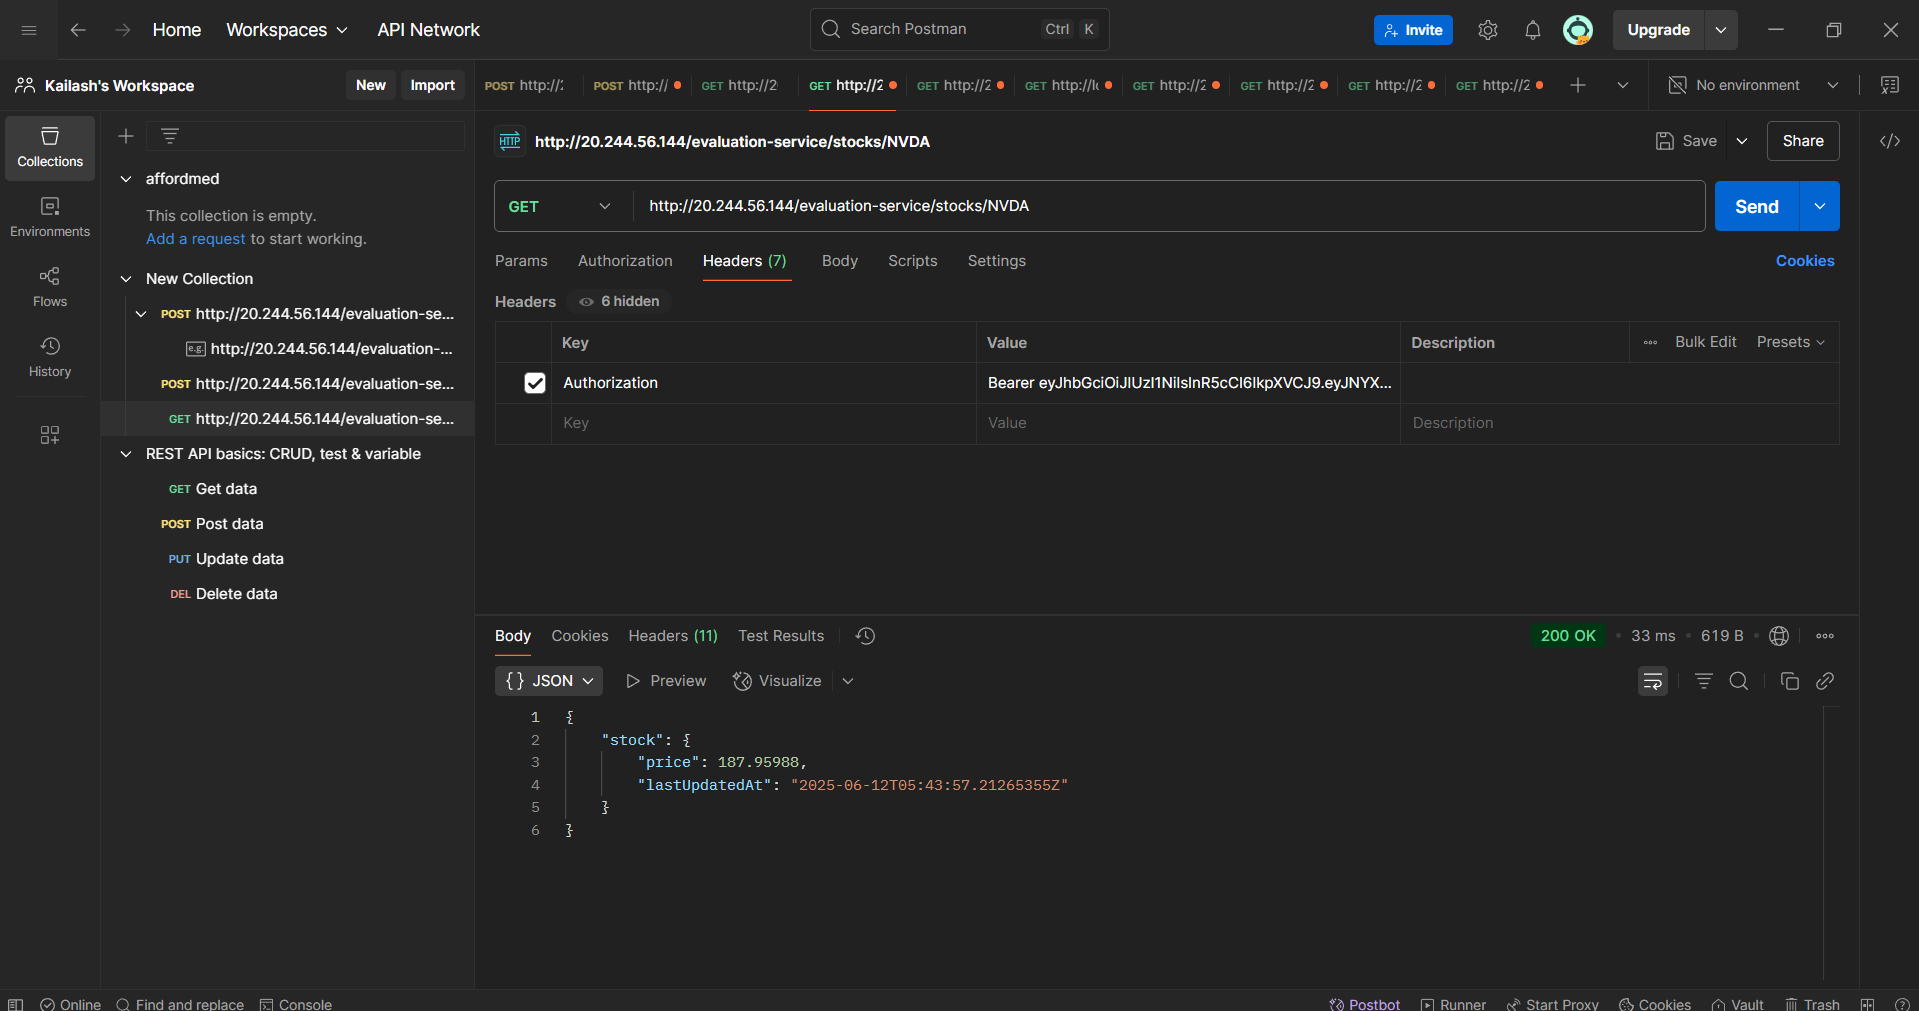 Home Workspaces API Network Search Postman Ctrl K Invite Upgrade
Kailash's Workspace New Import POST http://2 POST http:// GET http://2 GET http://2 GET http://2 GET http://lc GET http://2 GET http://2 GET http://2 GET http://2 No environment
Collections
Environments
Flows
History
affordmed
This collection is empty.
Add a request to start working.
New Collection
POST http://20.244.56.144/evaluation-se...
e.g. http://20.244.56.144/evaluation-...
POST http://20.244.56.144/evaluation-se...
GET http://20.244.56.144/evaluation-se...
REST API basics: CRUD, test & variable
GET Get data
POST Post data
PUT Update data
DEL Delete data
HTTP http://20.244.56.144/evaluation-service/stocks/NVDA Save Share
GET http://20.244.56.144/evaluation-service/stocks/NVDA Send
Params Authorization Headers (7) Body Scripts Settings Cookies
Headers 6 hidden
Key Value Description Bulk Edit Presets
Authorization Bearer eyJhbGciOiJIUzI1NiIsInR5cCI6IkpXVCJ9.eyJNYX...
Key Value Description
Body Cookies Headers (11) Test Results 200 OK 33 ms 619 B
{} JSON Preview Visualize
1 {
2 "stock": {
3 "price": 187.95988,
4 "lastUpdatedAt": "2025-06-12T05:43:57.21265355Z"
5 }
6 }
Online Find and replace Console Postbot Runner Start Proxy Cookies Vault Trash